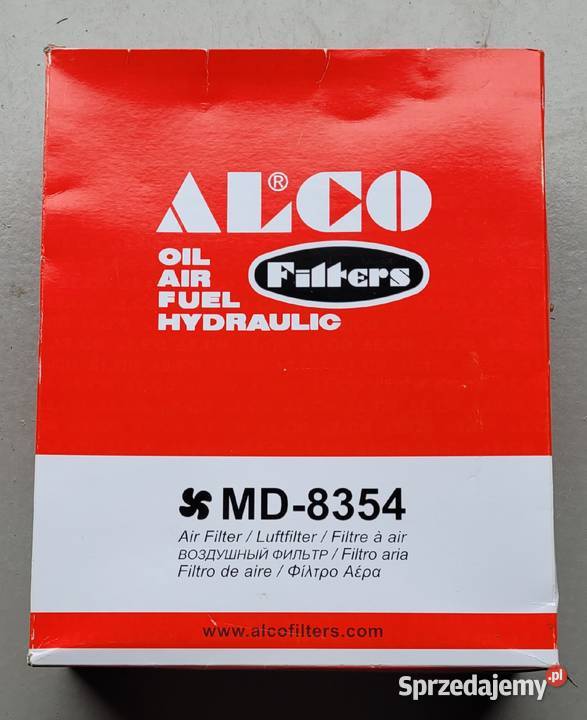 ALCO®
OIL
AIR
FUEL
HYDRAULIC
Filters
MD-8354
Air Filter / Luftfilter / Filtre à air
ВОЗДУШНЫЙ ФИЛЬТР / Filtro aria
Filtro de aire / Φίλτρο Αέρα
www.alcofilters.com
Sprzedajemy.pl